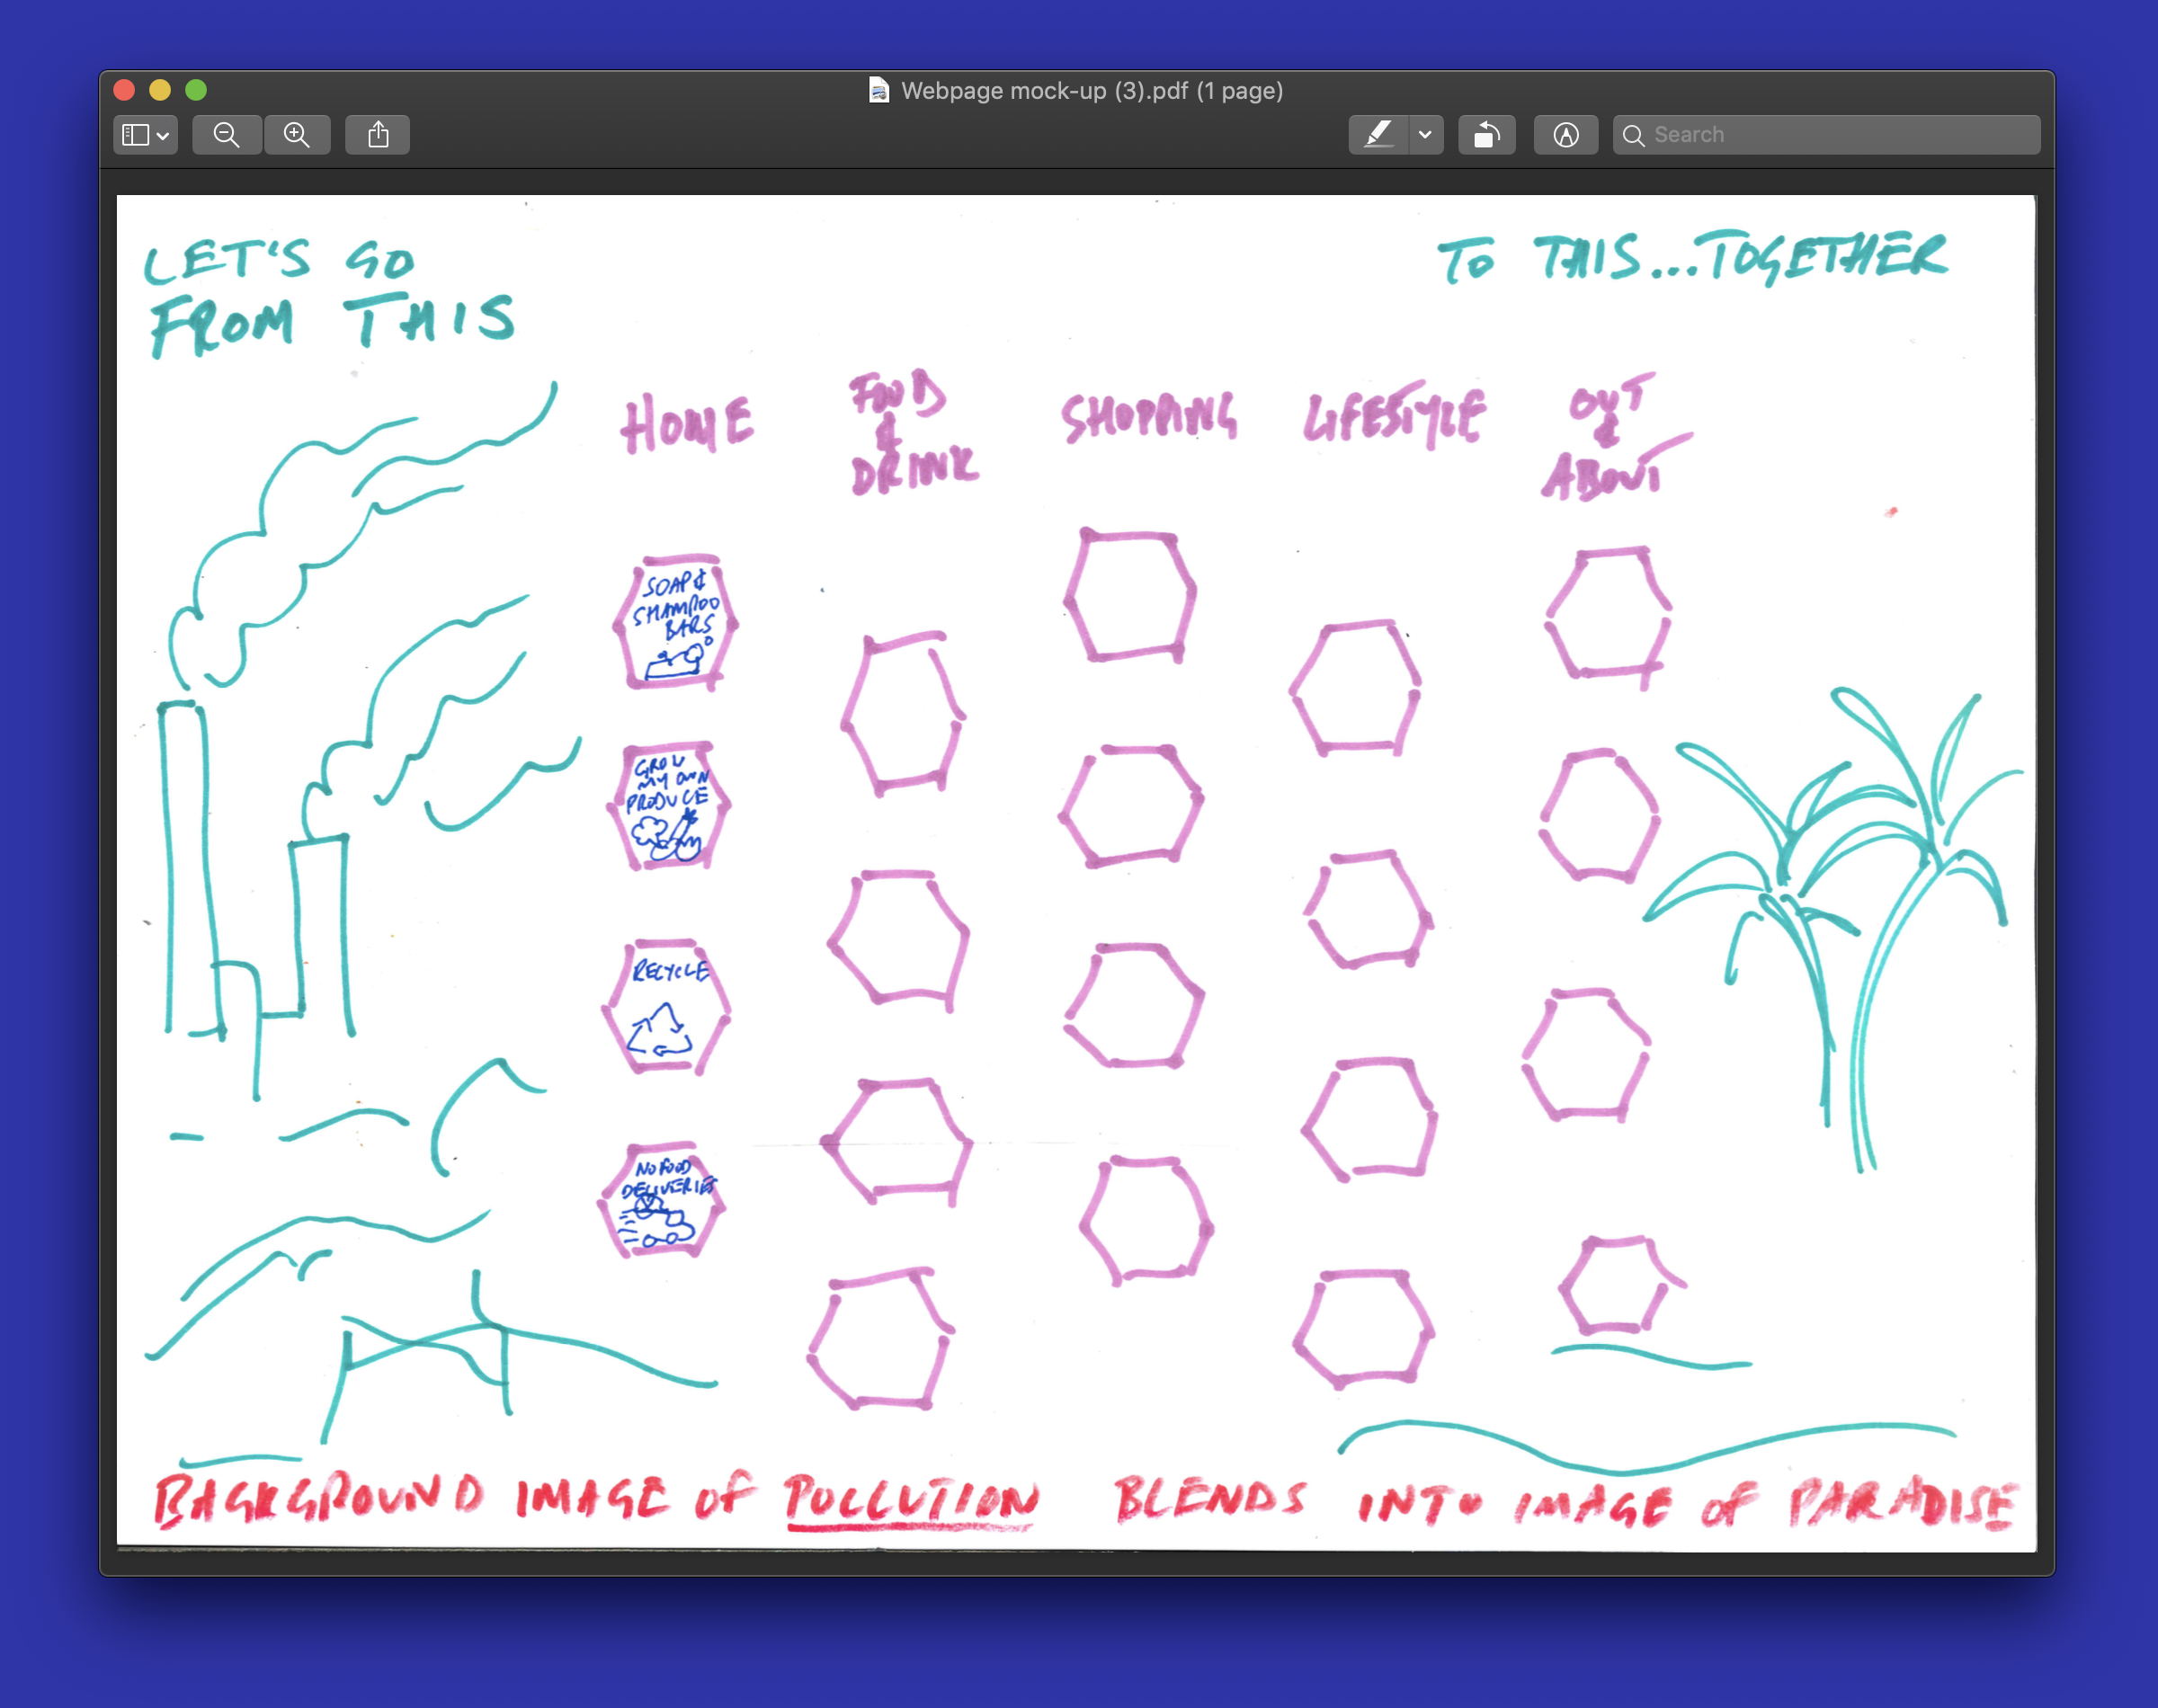 Webpage mock-up (3).pdf (1 page)
Search
LET'S GO
FROM THIS
TO THIS...TOGETHER
HOME
FOOD
&
DRINK
SHOPPING
LIFESTYLE
OUT
&
ABOUT
SOAP &
SHAMPOO
BARS
GROW
MY OWN
PRODUCE
RECYCLE
NO FOOD
DELIVERIES
BACKGROUND IMAGE OF POLLUTION BLENDS INTO IMAGE OF PARADISE